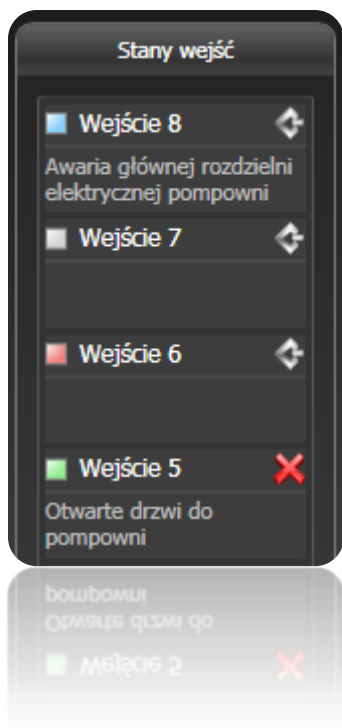 Stany wejść
Wejście 8
Awaria głównej rozdzielni
elektrycznej pompowni
Wejście 7
Wejście 6
Wejście 5
Otwarte drzwi do
pompowni